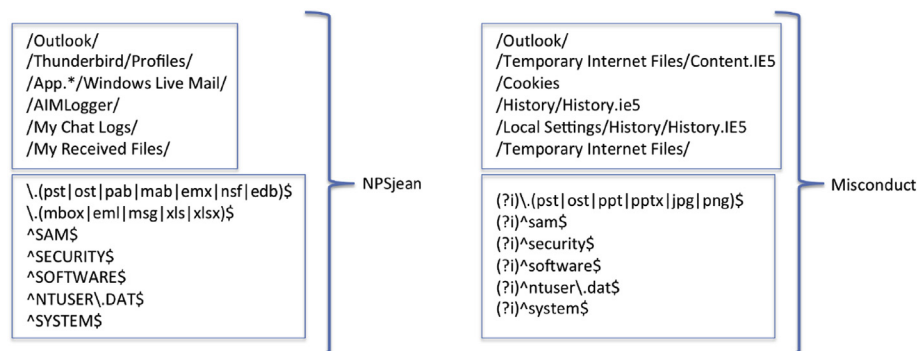 /Outlook/
/Thunderbird/Profiles/
/App.*/Windows Live Mail/
/AIMLogger/
/My Chat Logs/
/My Received Files/
\.(pst|ost|pab|mab|emx|nsf|edb)$
\.(mbox|eml|msg|xls|xlsx)$
^SAM$
^SECURITY$
^SOFTWARE$
^NTUSER\.DAT$
^SYSTEM$
NPSjean
/Outlook/
/Temporary Internet Files/Content.IE5
/Cookies
/History/History.ie5
/Local Settings/History/History.IE5
/Temporary Internet Files/
(?i)\.(pst|ost|ppt|pptx|jpg|png)$
(?i)^sam$
(?i)^security$
(?i)^software$
(?i)^ntuser\.dat$
(?i)^system$
Misconduct